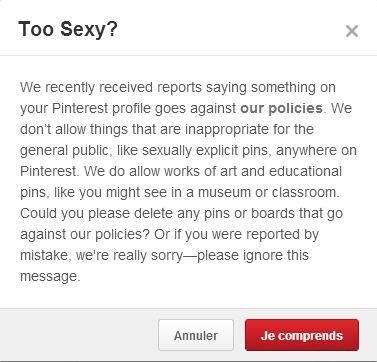 Too Sexy?
We recently received reports saying something on
your Pinterest profile goes against our policies. We
don't allow things that are inappropriate for the
general public, like sexually explicit pins, anywhere on
Pinterest. We do allow works of art and educational
pins, like you might see in a museum or classroom.
Could you please delete any pins or boards that go
against our policies? Or if you were reported by
mistake, we're really sorry—please ignore this
message.
Annuler
Je comprends